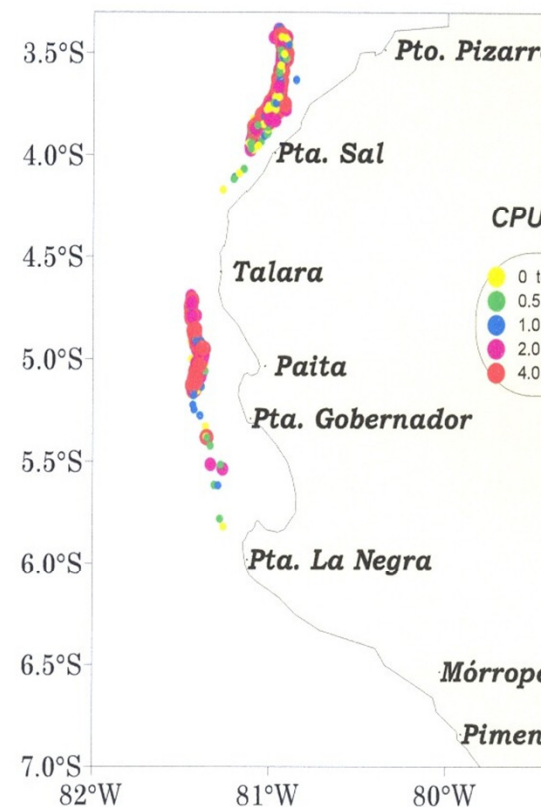 3.5°S
Pto. Pizarr
4.0°S
Pta. Sal
CPU
4.5°S
Talara
0 t
0.5
1.0
2.0
4.0
5.0°S
Paita
Pta. Gobernador
5.5°S
6.0°S
Pta. La Negra
6.5°S
Mórrop
Pimen
7.0°S
82°W
81°W
80°W